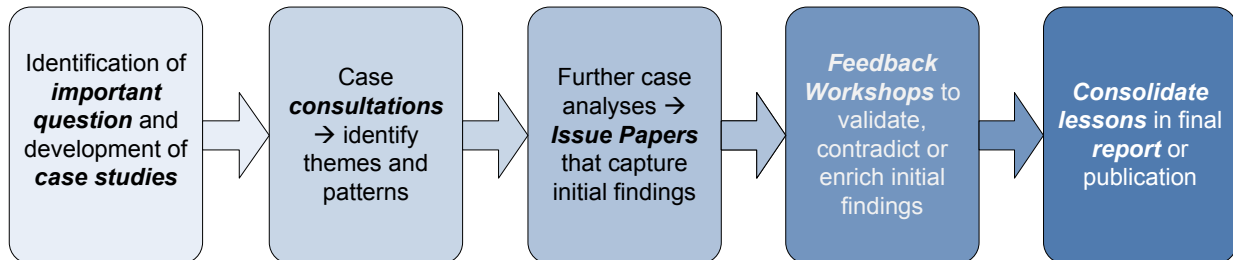 Identification of
important
question and
development of
case studies
Case
consultations
→ identify
themes and
patterns
Further case
analyses →
Issue Papers
that capture
initial findings
Feedback
Workshops to
validate,
contradict or
enrich initial
findings
Consolidate
lessons in final
report or
publication